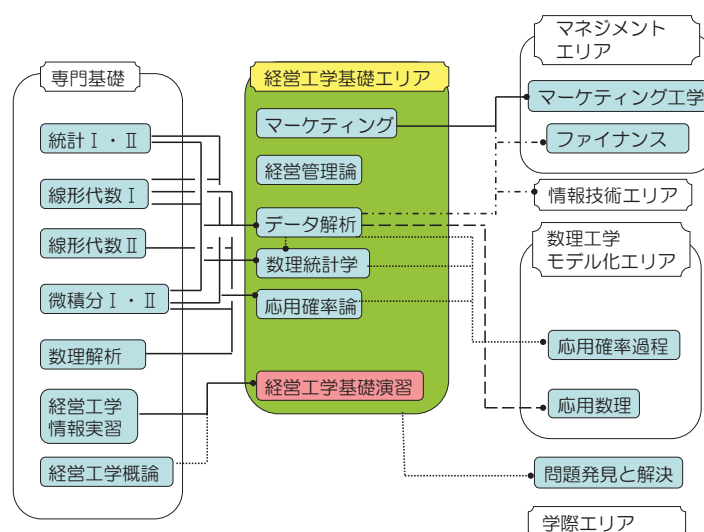 専門基礎
統計Ⅰ・Ⅱ
線形代数Ⅰ
線形代数Ⅱ
微積分Ⅰ・Ⅱ
数理解析
経営工学
情報実習
経営工学概論
経営工学基礎エリア
マーケティング
経営管理論
データ解析
数理統計学
応用確率論
経営工学基礎演習
マネジメント
エリア
マーケティング工学
ファイナンス
情報技術エリア
数理工学
モデル化エリア
応用確率過程
応用数理
問題発見と解決
学際エリア